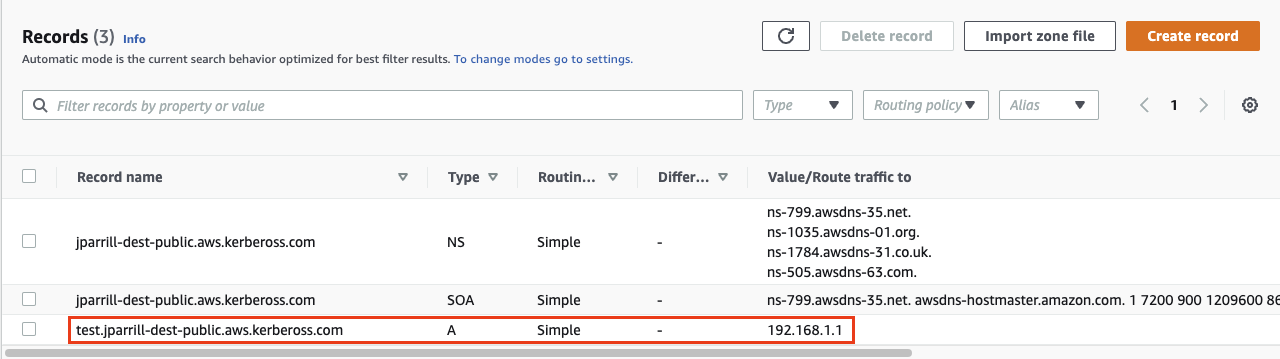 Records (3) Info
Automatic mode is the current search behavior optimized for best filter results. To change modes go to settings.
Delete record
Import zone file
Create record
Filter records by property or value
Type
Routing policy
Alias
1
Record name Type Routin... Differ... Value/Route traffic to
jparrill-dest-public.aws.kerbeross.com NS Simple - ns-799.awsdns-35.net.
ns-1035.awsdns-01.org.
ns-1784.awsdns-31.co.uk.
ns-505.awsdns-63.com.
jparrill-dest-public.aws.kerbeross.com SOA Simple - ns-799.awsdns-35.net. awsdns-hostmaster.amazon.com. 1 7200 900 1209600 86
test.jparrill-dest-public.aws.kerbeross.com A Simple - 192.168.1.1